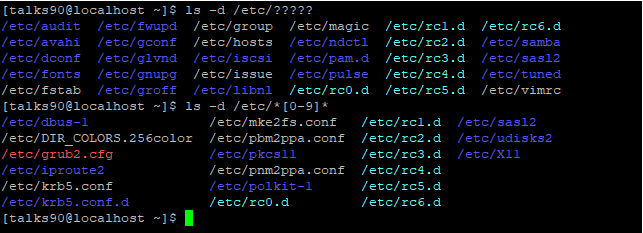 [talks90@localhost ~]$ ls -d /etc/?????
/etc/audit  /etc/fwupd  /etc/group  /etc/magic  /etc/rc1.d  /etc/rc6.d
/etc/avahi  /etc/gconf  /etc/hosts  /etc/ndctl  /etc/rc2.d  /etc/samba
/etc/dconf  /etc/glvnd  /etc/iscsi  /etc/pam.d  /etc/rc3.d  /etc/sasl2
/etc/fonts  /etc/gnupg  /etc/issue  /etc/pulse  /etc/rc4.d  /etc/tuned
/etc/fstab  /etc/groff  /etc/libnl  /etc/rc0.d  /etc/rc5.d  /etc/vimrc
[talks90@localhost ~]$ ls -d /etc/*[0-9]*
/etc/dbus-1  /etc/mke2fs.conf  /etc/rc1.d  /etc/sasl2
/etc/DIR_COLORS.256color  /etc/pbm2ppa.conf  /etc/rc2.d  /etc/udisks2
/etc/grub2.cfg  /etc/pkcs11  /etc/rc3.d  /etc/X11
/etc/iproute2  /etc/pnm2ppa.conf  /etc/rc4.d
/etc/krb5.conf  /etc/polkit-1  /etc/rc5.d
/etc/krb5.conf.d  /etc/rc0.d  /etc/rc6.d
[talks90@localhost ~]$